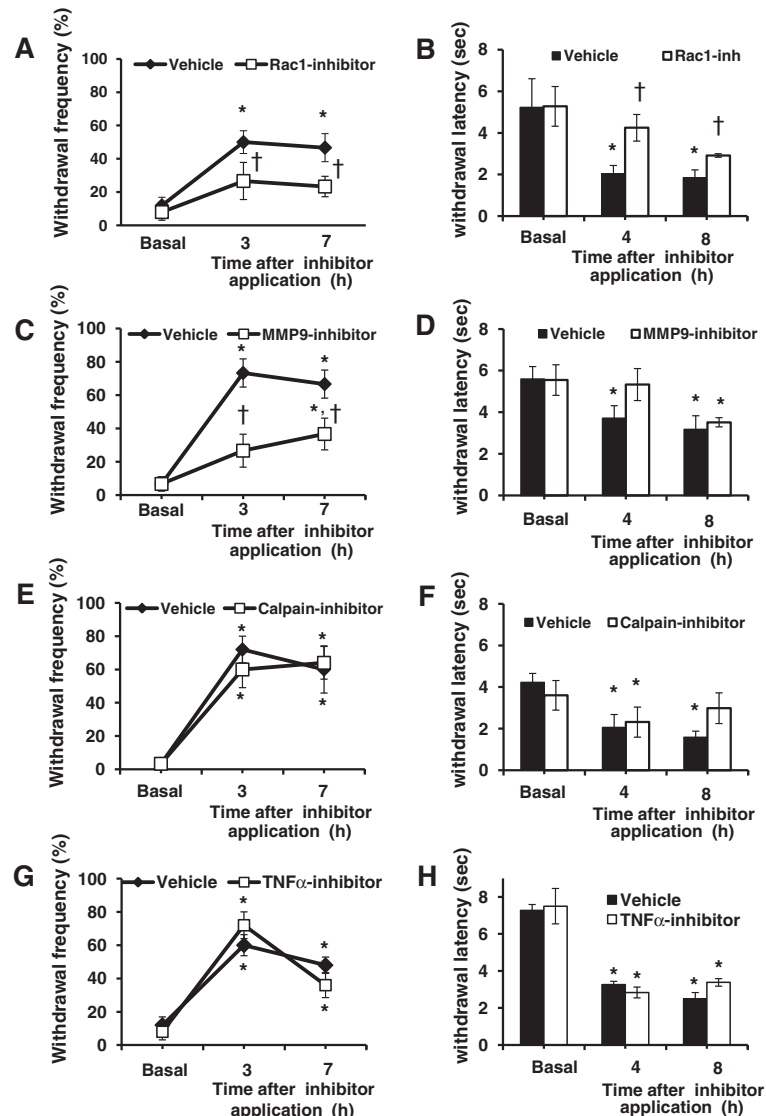 A
Withdrawal frequency (%)
Vehicle Rac1-inhibitor
100
80
60
40
20
0
* *
† †
Basal 3 7
Time after inhibitor
application (h)
B
Withdrawal latency (sec)
Vehicle Rac1-inh
8
6
4
2
0
* † * †
Basal 4 8
Time after inhibitor
application (h)
C
Withdrawal frequency (%)
Vehicle MMP9-inhibitor
100
80
60
40
20
0
* *
† *, †
Basal 3 7
Time after inhibitor
application (h)
D
withdrawal latency (sec)
Vehicle MMP9-inhibitor
8
6
4
2
0
* * *
Basal 4 8
Time after inhibitor
application (h)
E
Withdrawal frequency (%)
Vehicle Calpain-inhibitor
100
80
60
40
20
0
* *
* *
Basal 3 7
Time after inhibitor
application (h)
F
withdrawal latency (sec)
Vehicle Calpain-inhibitor
8
6
4
2
0
* * *
Basal 4 8
Time after inhibitor
application (h)
G
Withdrawal frequency (%)
Vehicle TNFα-inhibitor
100
80
60
40
20
0
* *
* *
Basal 3 7
Time after inhibitor
application (h)
H
withdrawal latency (sec)
Vehicle
TNFα-inhibitor
8
6
4
2
0
* * * *
Basal 4 8
Time after inhibitor
application (h)